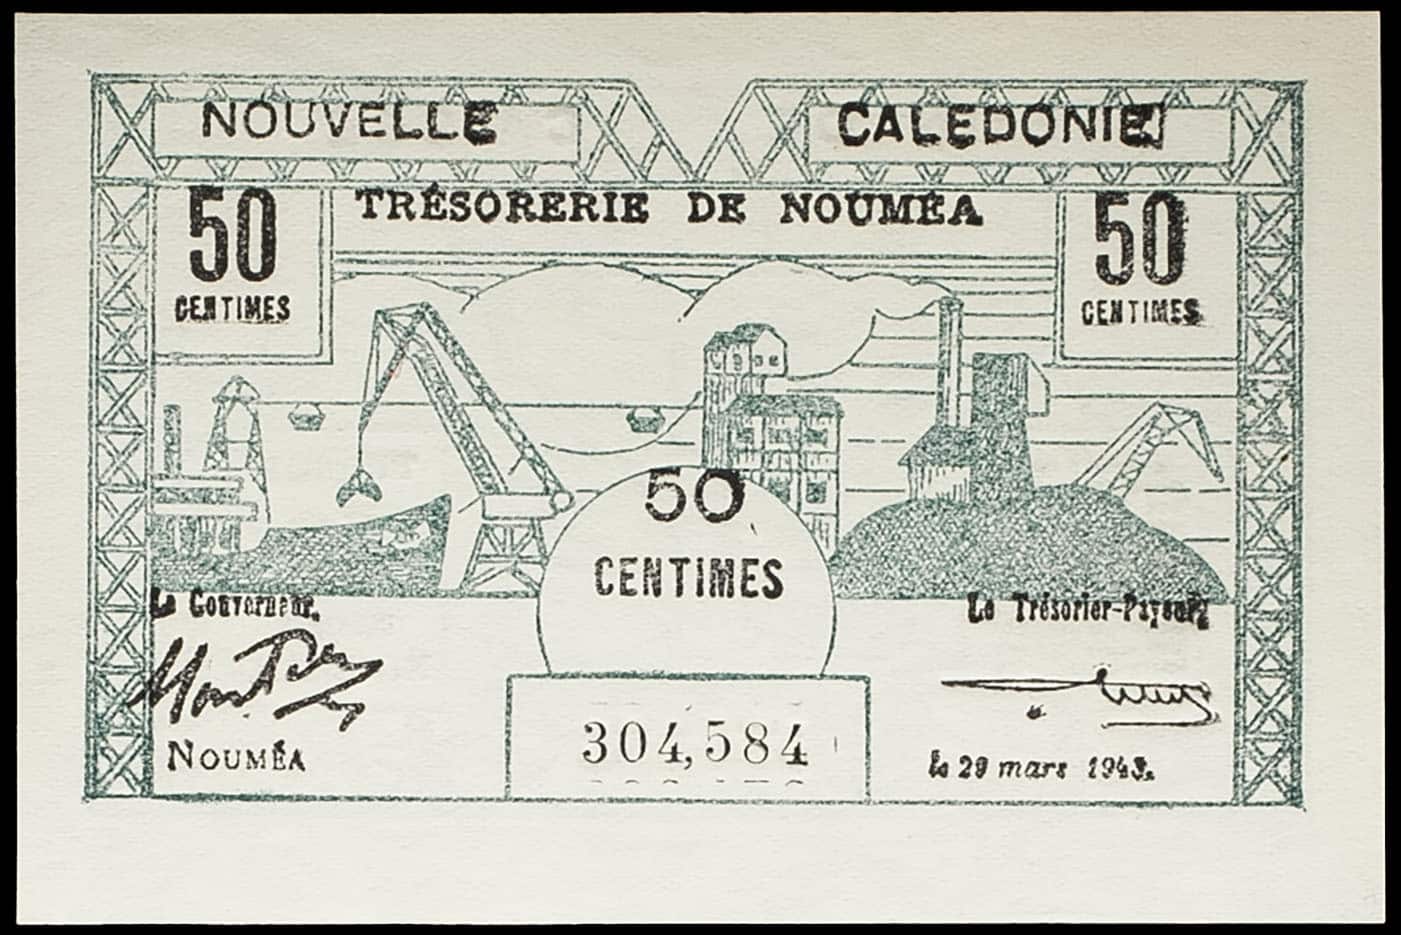 NOUVELLE CALEDONIE
TRÉSORERIE DE NOUMÉA
50
CENTIMES
50
CENTIMES
50
CENTIMES
Le Gouverneur.
Le Trésorier-Payeur
304,584
NOUMÉA
le 29 mars 1943.